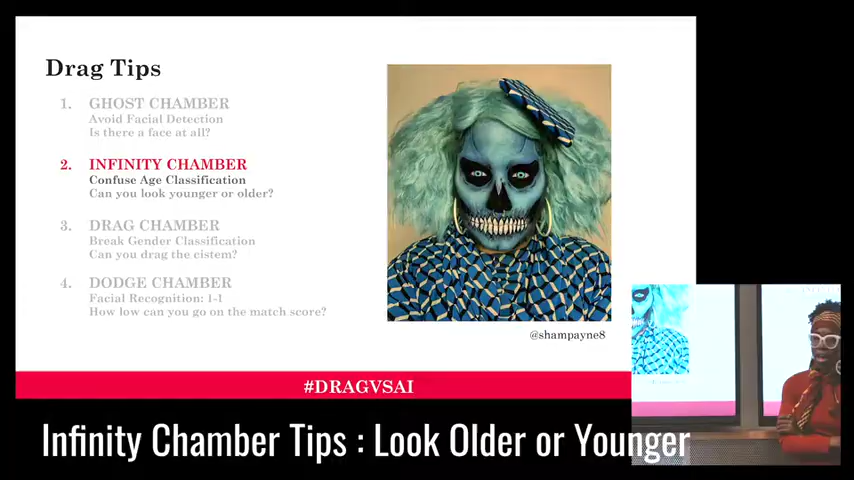 Drag Tips
1. GHOST CHAMBER
Avoid Facial Detection
Is there a face at all?
2. INFINITY CHAMBER
Confuse Age Classification
Can you look younger or older?
3. DRAG CHAMBER
Break Gender Classification
Can you drag the cistem?
4. DODGE CHAMBER
Facial Recognition: 1-1
How low can you go on the match score?
@shampayne8
#DRAGVSAI
Infinity Chamber Tips : Look Older or Younger